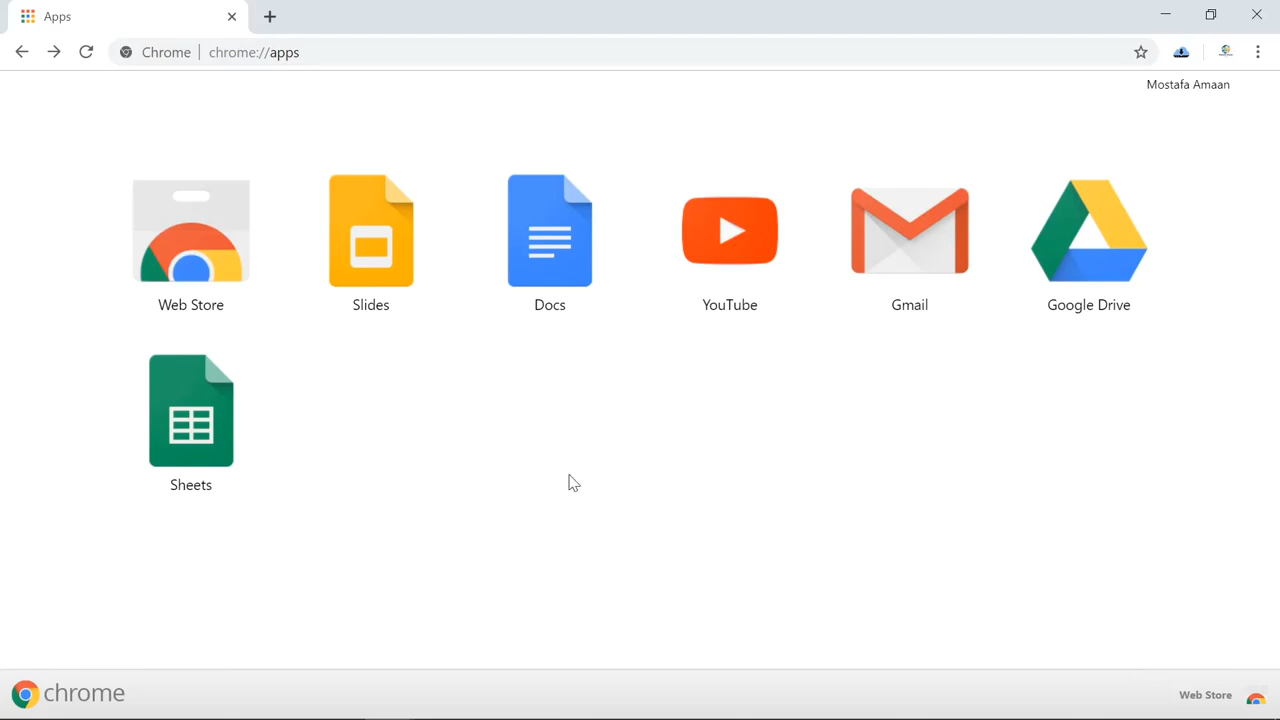 Apps
Chrome | chrome://apps
Mostafa Amaan
Web Store
Slides
Docs
YouTube
Gmail
Google Drive
Sheets
chrome
Web Store